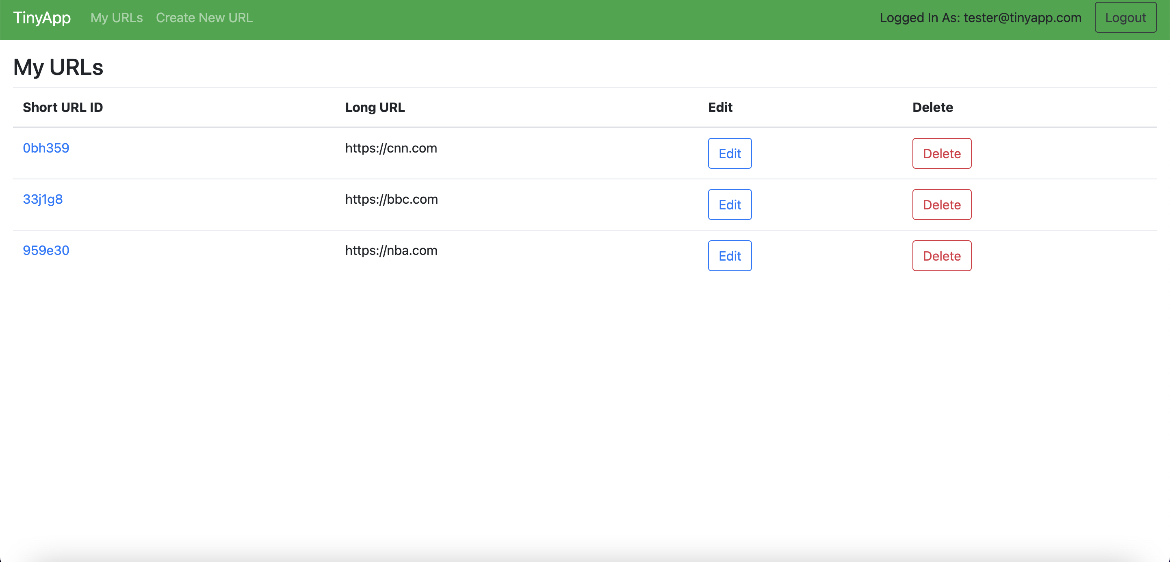 TinyApp My URLs Create New URL Logged In As: tester@tinyapp.com Logout
My URLs
Short URL ID Long URL Edit Delete
0bh359 https://cnn.com Edit Delete
33j1g8 https://bbc.com Edit Delete
959e30 https://nba.com Edit Delete